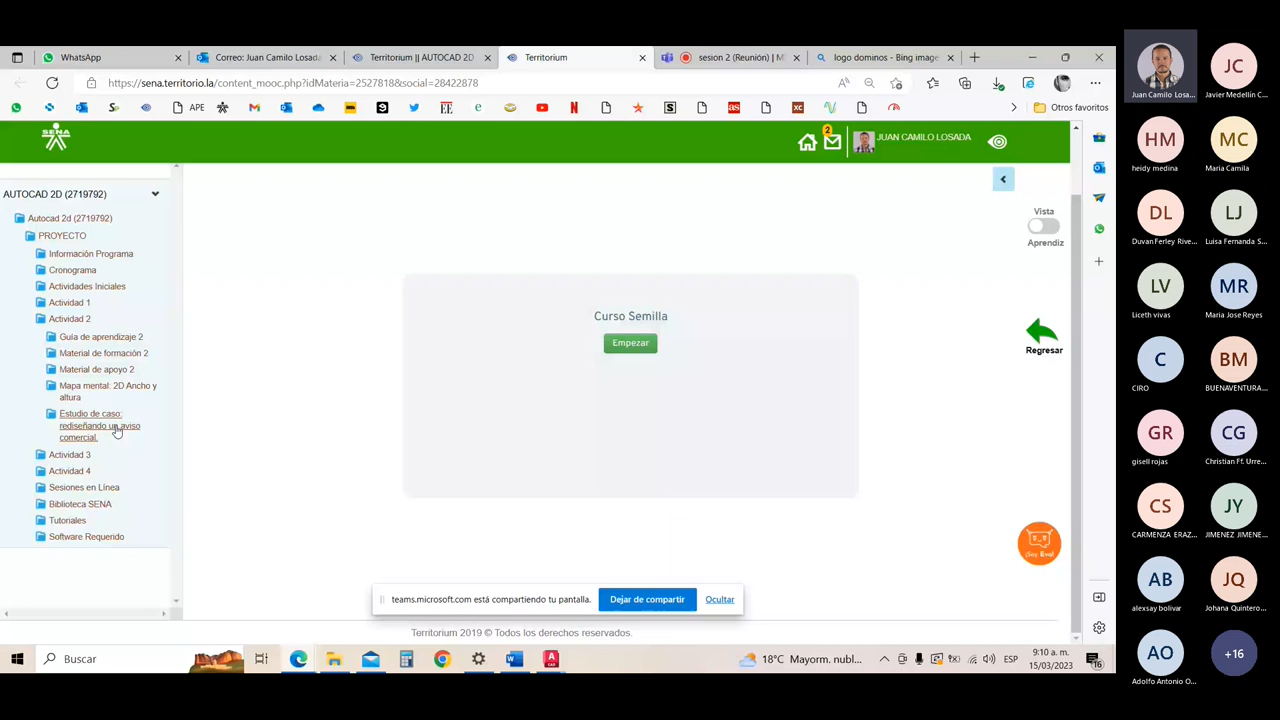 WhatsApp
Correo: Juan Camilo Losada
Territorium || AUTOCAD 2D
Territorium
sesion 2 (Reunión) | M
logo dominos - Bing image
https://sena.territorio.la/content_mooc.php?idMateria=25278188&social=28422878
APE
Otros favoritos
SENA
2
JUAN CAMILO LOSADA
AUTOCAD 2D (2719792)
Autocad 2d (2719792)
PROYECTO
Información Programa
Cronograma
Actividades Iniciales
Actividad 1
Actividad 2
Guía de aprendizaje 2
Material de formación 2
Material de apoyo 2
Mapa mental: 2D Ancho y
altura
Estudio de caso:
rediseñando un aviso
comercial.
Actividad 3
Actividad 4
Sesiones en Línea
Biblioteca SENA
Tutoriales
Software Requerido
Vista
Aprendiz
Curso Semilla
Empezar
Regresar
¡Soy Eva!
teams.microsoft.com está compartiendo tu pantalla.
Dejar de compartir
Ocultar
Territorium 2019 © Todos los derechos reservados.
Buscar
18°C Mayorm. nubl...
ESP
9:10 a. m.
15/03/2023
16
Juan Camilo Losa...
JC
Javier Medellín C...
HM
heidy medina
MC
Maria Camila
DL
Duvan Ferley Rive...
LJ
Luisa Fernanda S...
LV
Liceth vivas
MR
Maria Jose Reyes
C
CIRO
BM
BUENAVENTURA...
GR
gisell rojas
CG
Christian Ff. Urre...
CS
CARMENZA ERAZ...
JY
JIMENEZ JIMENE...
AB
alexsay bolivar
JQ
Johana Quintero...
AO
Adolfo Antonio O...
+16